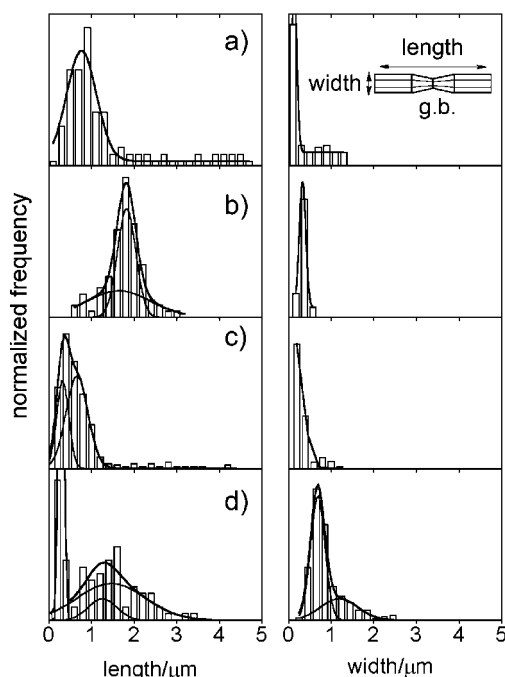 a)
length
width
g.b.
b)
normalized frequency
c)
d)
0 1 2 3 4 5
0 1 2 3 4 5
length/μm
width/μm